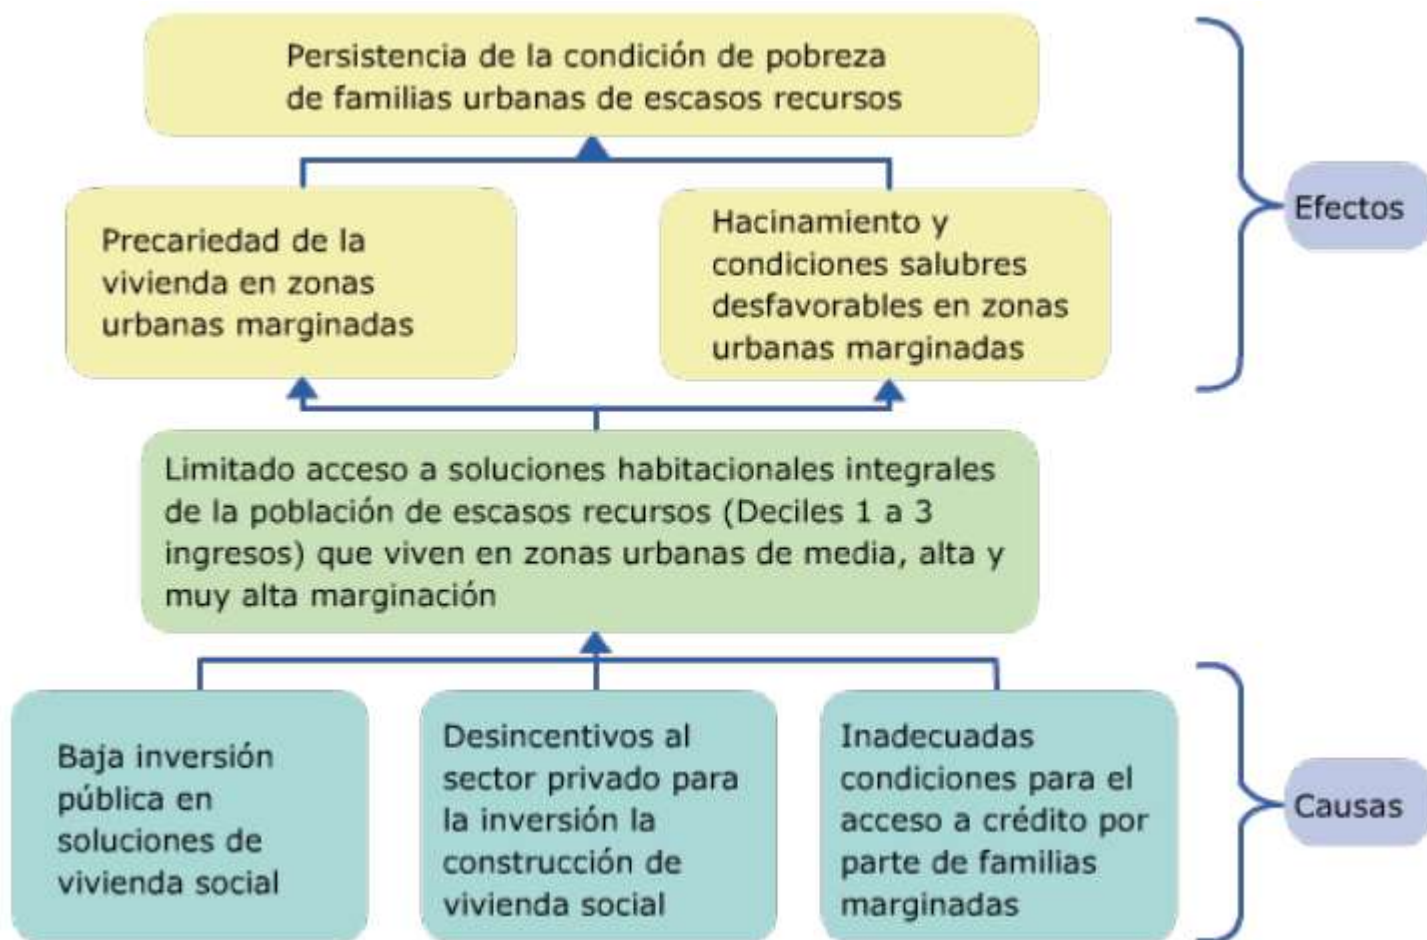 Persistencia de la condición de pobreza
de familias urbanas de escasos recursos
Precariedad de la
vivienda en zonas
urbanas marginadas
Hacinamiento y
condiciones salubres
desfavorables en zonas
urbanas marginadas
Efectos
Limitado acceso a soluciones habitacionales integrales
de la población de escasos recursos (Deciles 1 a 3
ingresos) que viven en zonas urbanas de media, alta y
muy alta marginación
Baja inversión
pública en
soluciones de
vivienda social
Desincentivos al
sector privado para
la inversión la
construcción de
vivienda social
Inadecuadas
condiciones para el
acceso a crédito por
parte de familias
marginadas
Causas